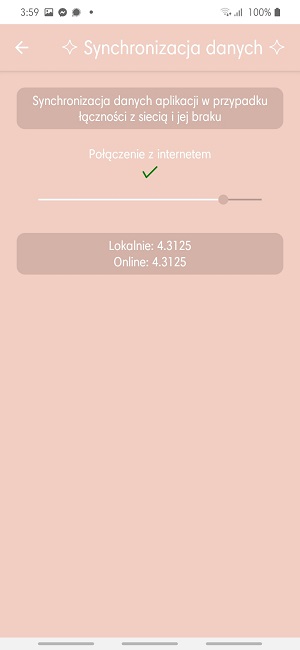 3:59
100%
✧ Synchronizacja danych ✧
Synchronizacja danych aplikacji w przypadku
łączności z siecią i jej braku
Połączenie z internetem
Lokalnie: 4.3125
Online: 4.3125